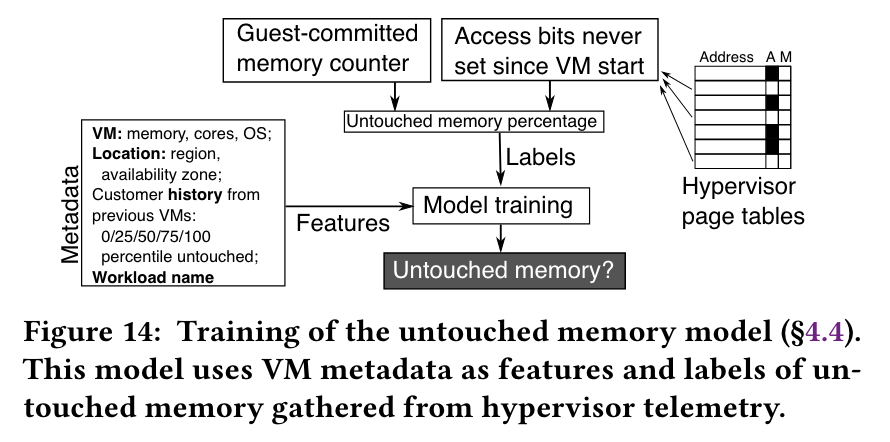 Guest-committed
memory counter
Access bits never
set since VM start
Address A M
Untouched memory percentage
Labels
Metadata
VM: memory, cores, OS;
Location: region,
availability zone;
Customer history from
previous VMs:
0/25/50/75/100
percentile untouched;
Workload name
Features
Model training
Hypervisor
page tables
Untouched memory?
Figure 14: Training of the untouched memory model (§4.4).
This model uses VM metadata as features and labels of un-
touched memory gathered from hypervisor telemetry.